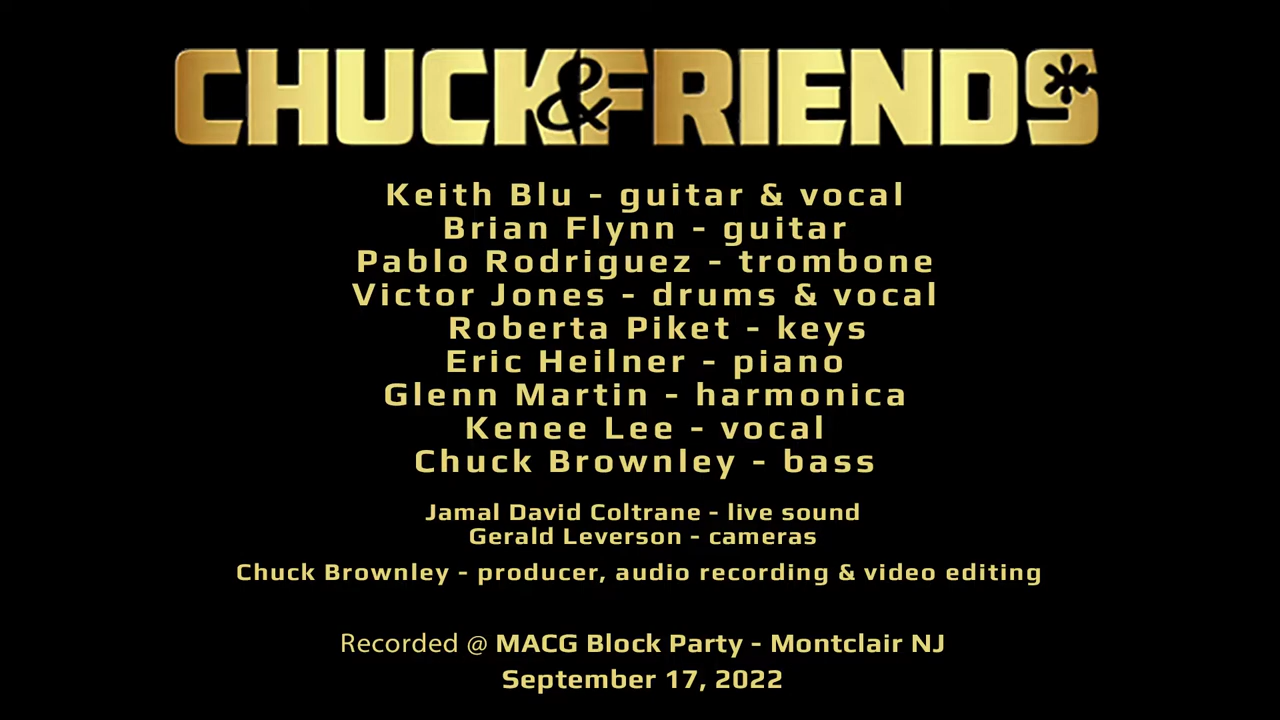 CHUCK&FRIENDS*
Keith Blu - guitar & vocal
Brian Flynn - guitar
Pablo Rodriguez - trombone
Victor Jones - drums & vocal
Roberta Piket - keys
Eric Heilner - piano
Glenn Martin - harmonica
Kenee Lee - vocal
Chuck Brownley - bass
Jamal David Coltrane - live sound
Gerald Leverson - cameras
Chuck Brownley - producer, audio recording & video editing
Recorded @ MACG Block Party - Montclair NJ
September 17, 2022